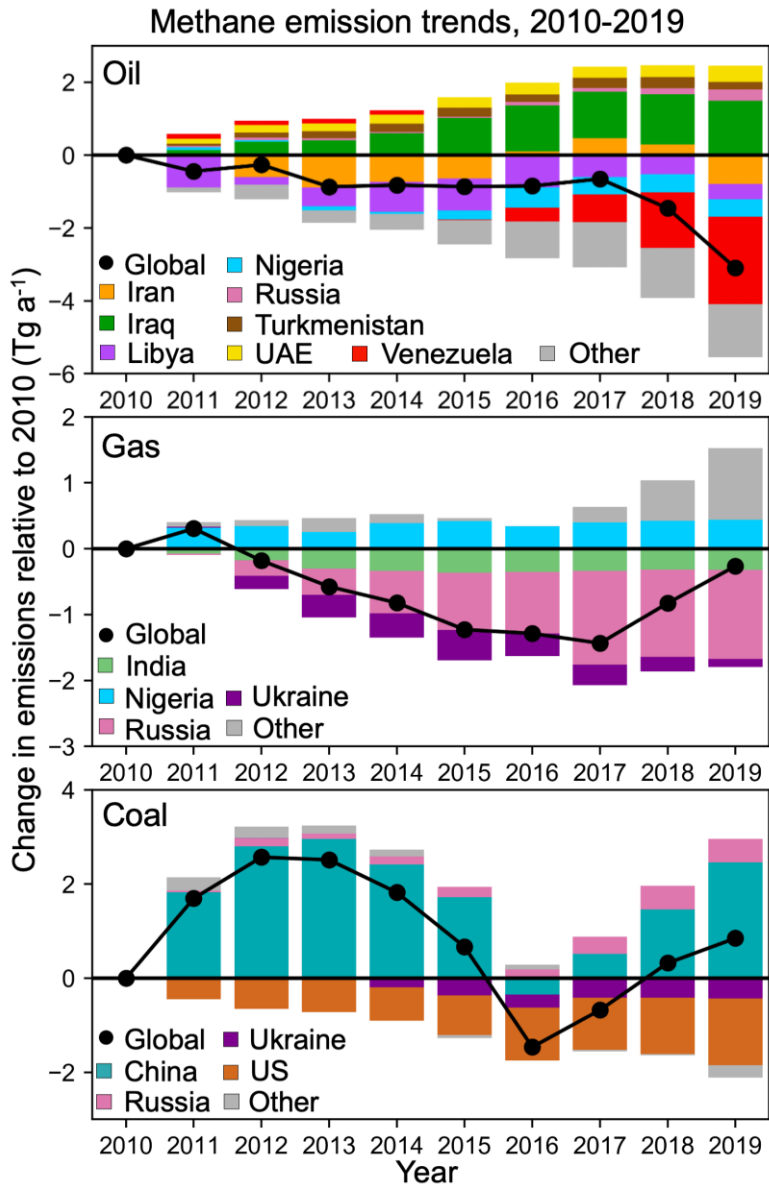 Methane emission trends, 2010-2019
Change in emissions relative to 2010 (Tg a⁻¹)
Oil
2
0
−2
−4
−6
Global
Nigeria
Iran
Russia
Iraq
Turkmenistan
Libya
UAE
Venezuela
Other
2010 2011 2012 2013 2014 2015 2016 2017 2018 2019
Gas
2
1
0
−1
−2
−3
Global
India
Nigeria
Ukraine
Russia
Other
2010 2011 2012 2013 2014 2015 2016 2017 2018 2019
Coal
4
2
0
−2
Global
Ukraine
China
US
Russia
Other
2010 2011 2012 2013 2014 2015 2016 2017 2018 2019
Year